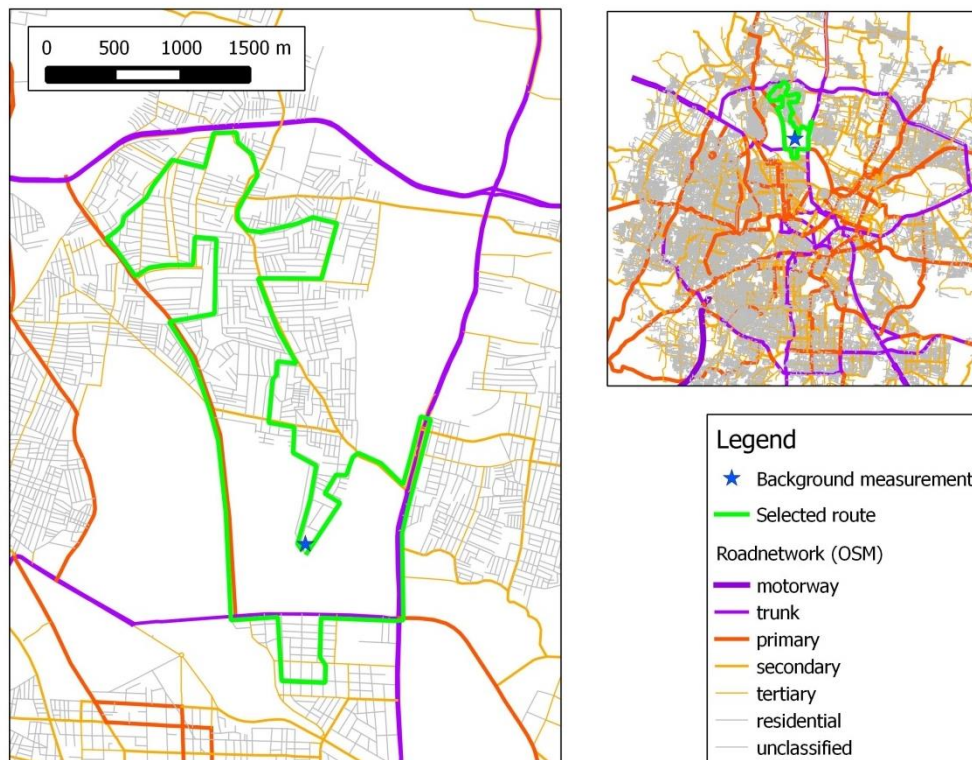 0 500 1000 1500 m
Legend
Background measurement
Selected route
Roadnetwork (OSM)
motorway
trunk
primary
secondary
tertiary
residential
unclassified